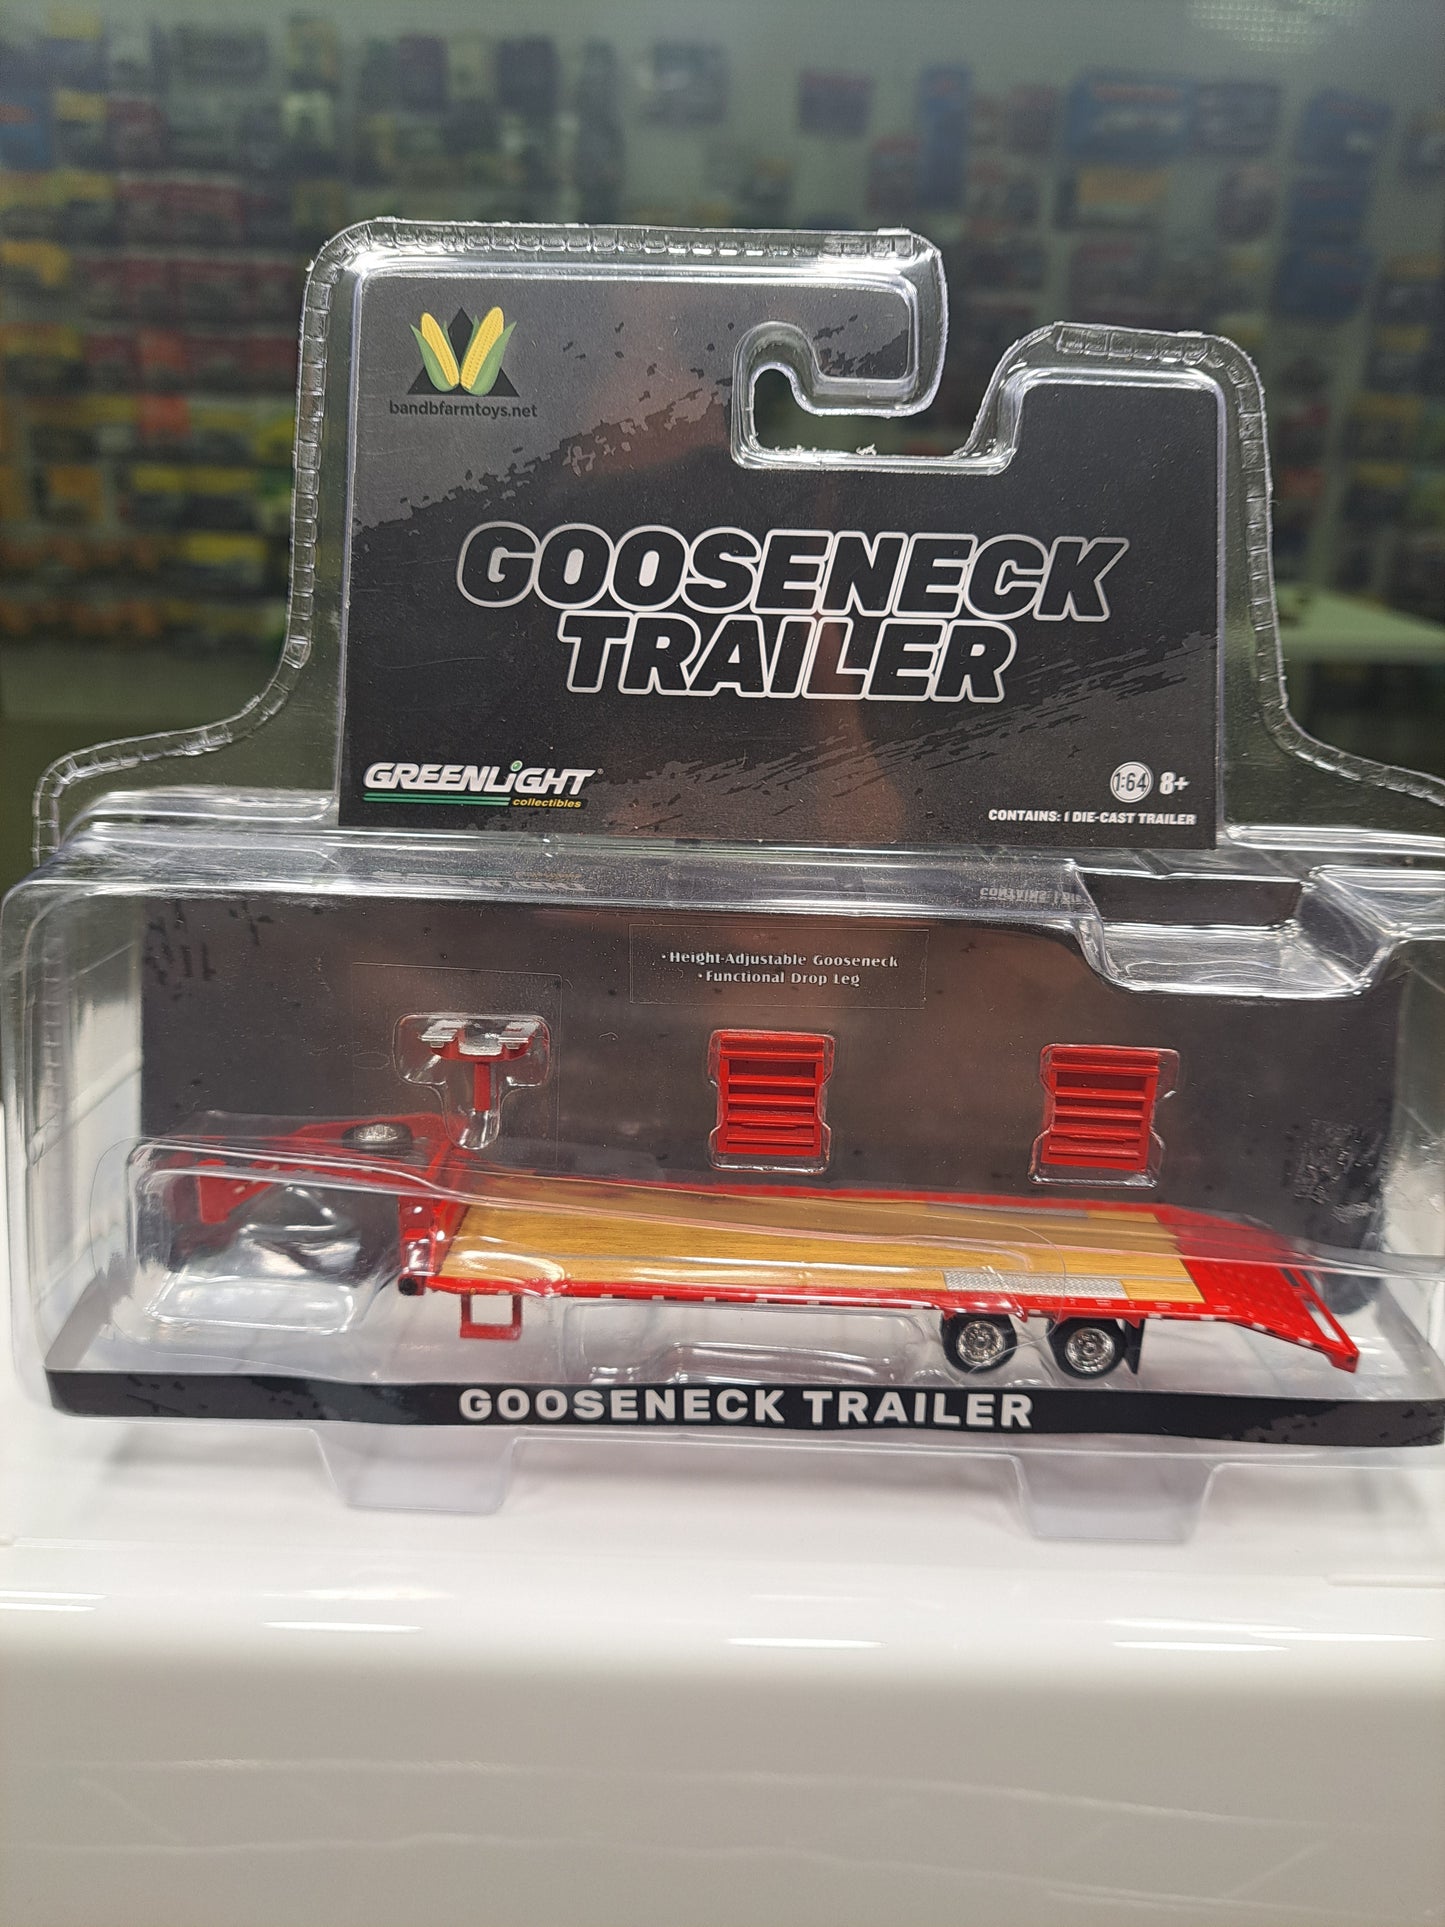 bandbfarmtoys.net
GOOSENECK
TRAILER
GREENLiGHT
collectibles
1:64 8+
CONTAINS: 1 DIE-CAST TRAILER
• Height-Adjustable Gooseneck
• Functional Drop Leg
GOOSENECK TRAILER